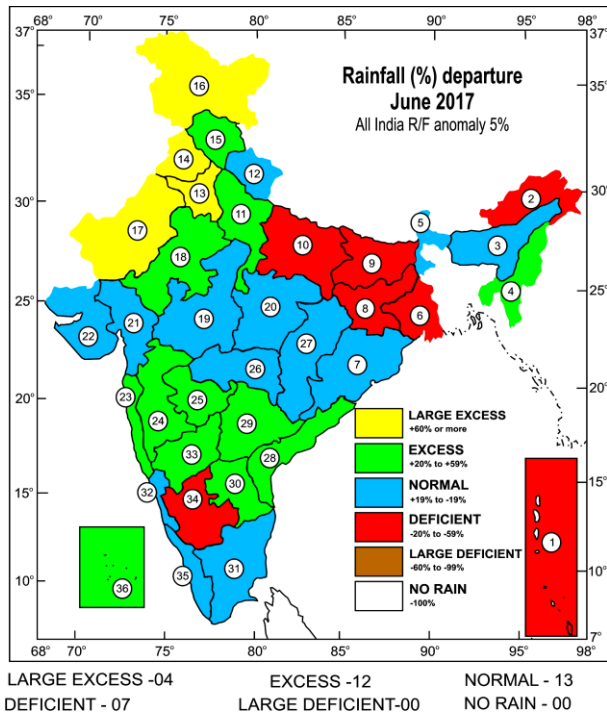 68° 70° 75° 80° 85° 90° 95° 98°
37° 37°
Rainfall (%) departure
June 2017
All India R/F anomaly 5%
16
35° 35°
15
14
12
13
2
30° 30°
11
5
17
10
3
18
9
4
25° 25°
8
20
6
19
21
22
27
7
26
20° 20°
23
25
24
29
LARGE EXCESS
+60% or more
EXCESS
+20% to +59%
28
33
NORMAL
+19% to -19%
30
15° 15°
32
34
DEFICIENT
-20% to -59%
1
LARGE DEFICIENT
-60% to -99%
31
35
10° 10°
36
NO RAIN
-100%
7°
70° 75° 80° 85° 90° 95° 98°
LARGE EXCESS -04 EXCESS -12 NORMAL - 13
DEFICIENT - 07 LARGE DEFICIENT-00 NO RAIN - 00